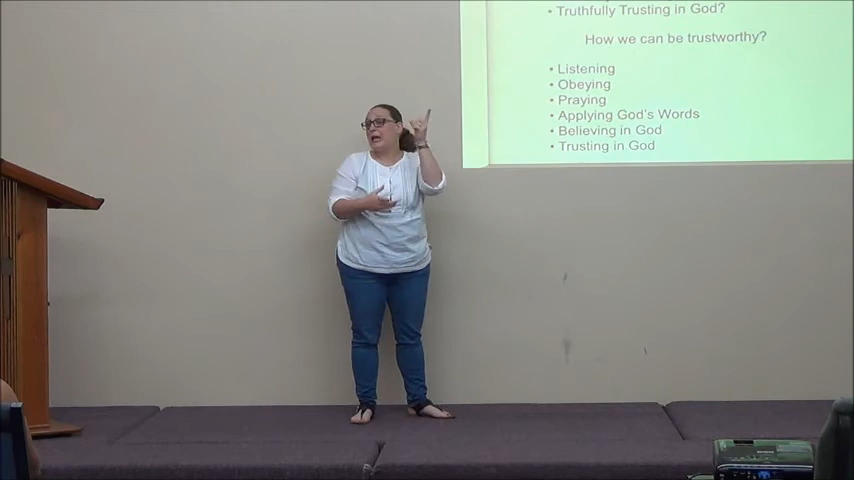 • Truthfully Trusting in God?
How we can be trustworthy?
• Listening
• Obeying
• Praying
• Applying God's Words
• Believing in God
• Trusting in God